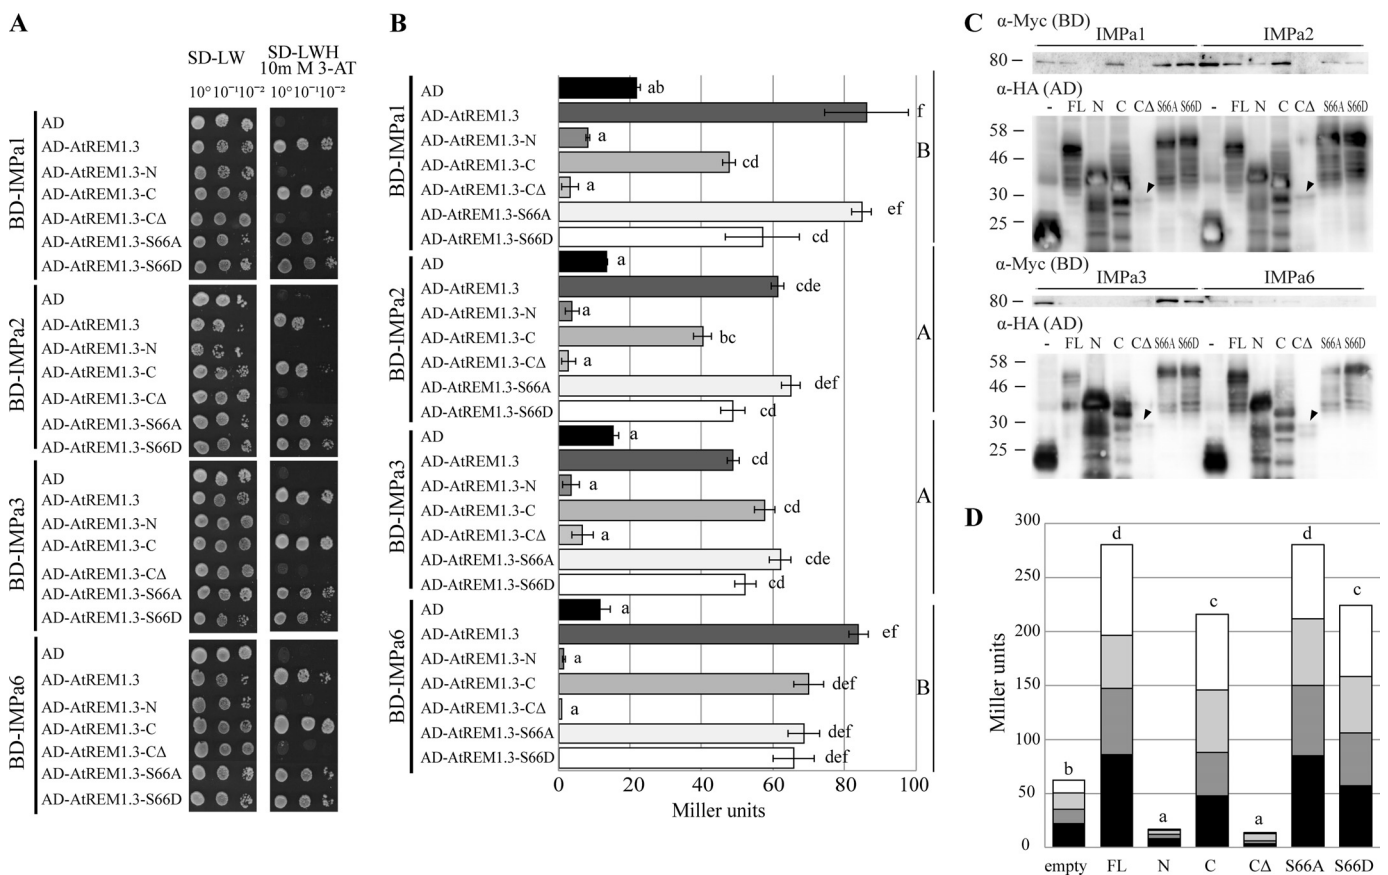 A
SD-LW
SD-LWH
10m M 3-AT
10⁰ 10⁻¹ 10⁻²
10⁰ 10⁻¹ 10⁻²
BD-IMPa1
AD
AD-AtREM1.3
AD-AtREM1.3-N
AD-AtREM1.3-C
AD-AtREM1.3-CΔ
AD-AtREM1.3-S66A
AD-AtREM1.3-S66D
BD-IMPa2
AD
AD-AtREM1.3
AD-AtREM1.3-N
AD-AtREM1.3-C
AD-AtREM1.3-CΔ
AD-AtREM1.3-S66A
AD-AtREM1.3-S66D
BD-IMPa3
AD
AD-AtREM1.3
AD-AtREM1.3-N
AD-AtREM1.3-C
AD-AtREM1.3-CΔ
AD-AtREM1.3-S66A
AD-AtREM1.3-S66D
BD-IMPa6
AD
AD-AtREM1.3
AD-AtREM1.3-N
AD-AtREM1.3-C
AD-AtREM1.3-CΔ
AD-AtREM1.3-S66A
AD-AtREM1.3-S66D
B
BD-IMPa1
AD ab
AD-AtREM1.3 f
AD-AtREM1.3-N a
AD-AtREM1.3-C cd
AD-AtREM1.3-CΔ a
AD-AtREM1.3-S66A ef
AD-AtREM1.3-S66D cd
B
BD-IMPa2
AD a
AD-AtREM1.3 cde
AD-AtREM1.3-N a
AD-AtREM1.3-C bc
AD-AtREM1.3-CΔ a
AD-AtREM1.3-S66A def
AD-AtREM1.3-S66D cd
A
BD-IMPa3
AD a
AD-AtREM1.3 cd
AD-AtREM1.3-N a
AD-AtREM1.3-C cd
AD-AtREM1.3-CΔ a
AD-AtREM1.3-S66A cde
AD-AtREM1.3-S66D cd
A
BD-IMPa6
AD a
AD-AtREM1.3 ef
AD-AtREM1.3-N a
AD-AtREM1.3-C def
AD-AtREM1.3-CΔ a
AD-AtREM1.3-S66A def
AD-AtREM1.3-S66D def
B
0 20 40 60 80 100
Miller units
C
α-Myc (BD)
IMPa1 IMPa2
80
α-HA (AD)
- FL N C CΔ S66A S66D - FL N C CΔ S66A S66D
58
46
30
25
α-Myc (BD)
IMPa3 IMPa6
80
α-HA (AD)
- FL N C CΔ S66A S66D - FL N C CΔ S66A S66D
58
46
30
25
D
Miller units
300
250
200
150
100
50
0
b d a c a d c
empty FL N C CΔ S66A S66D